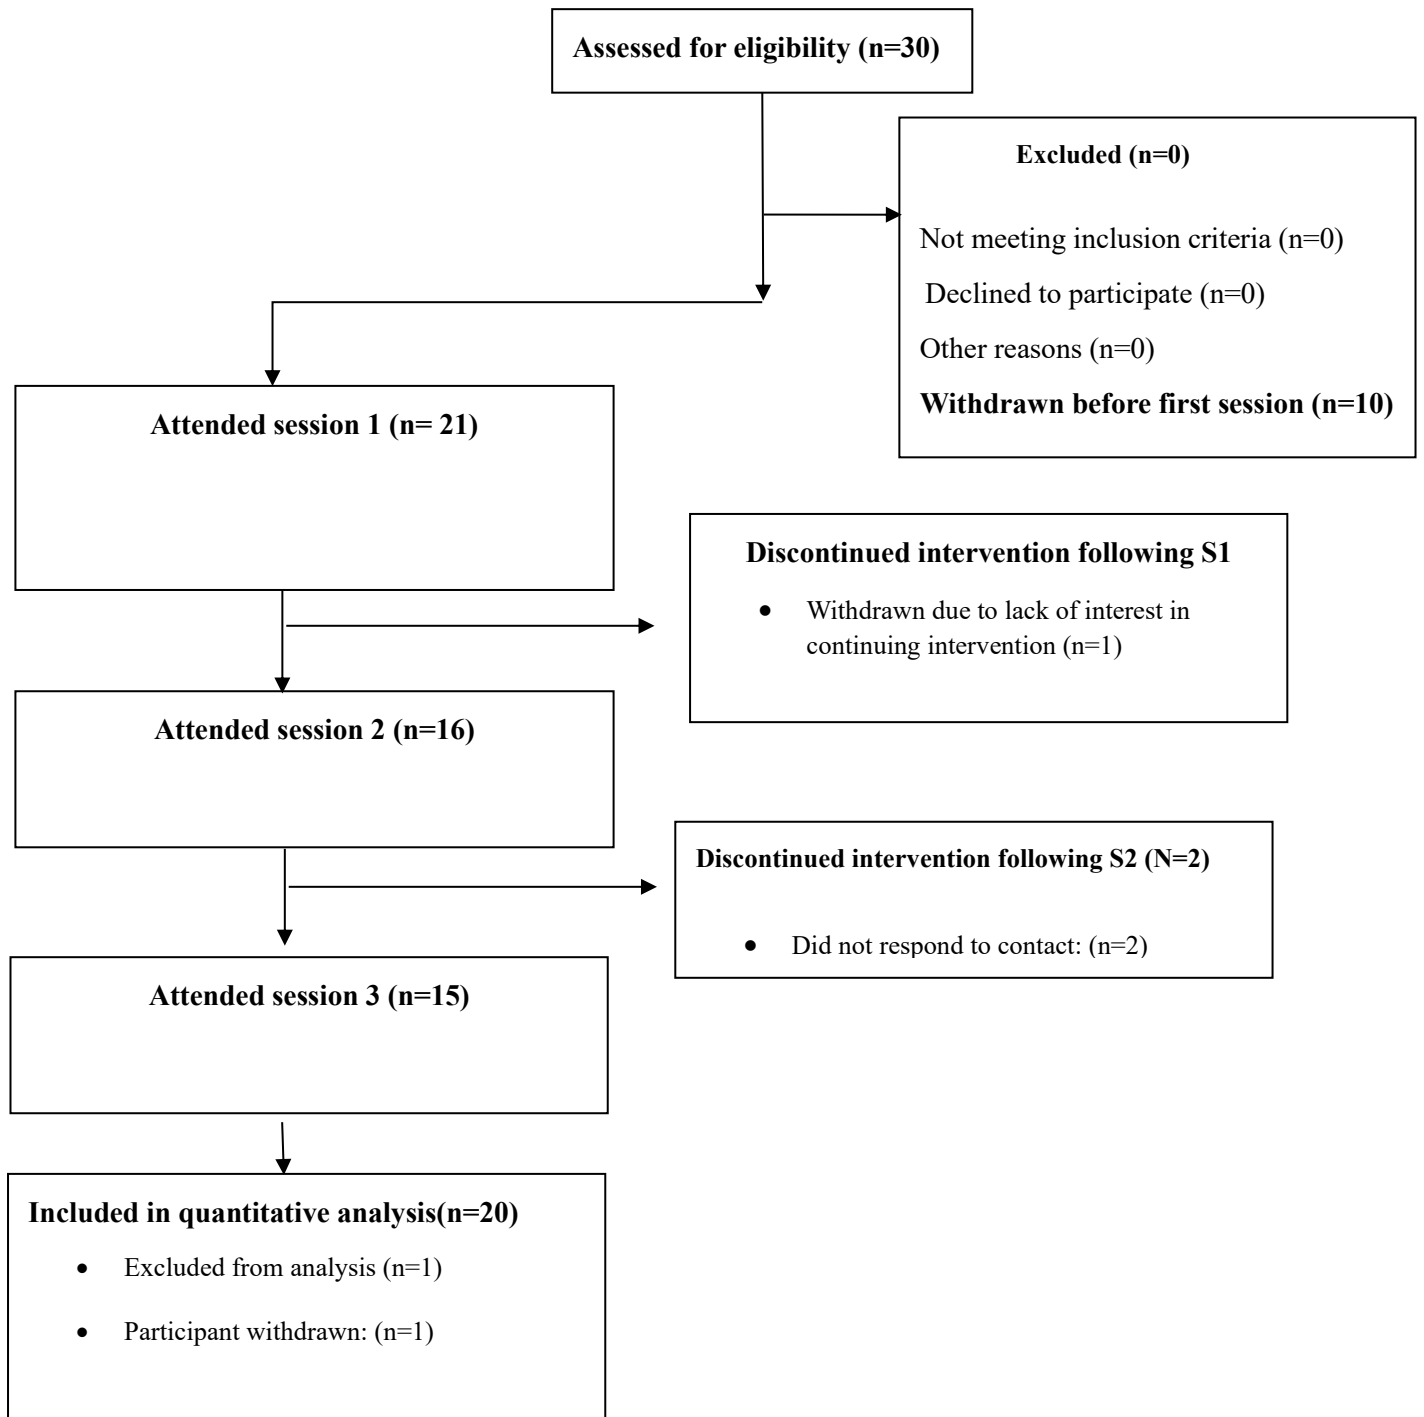 Assessed for eligibility (n=30)
Excluded (n=0)
Not meeting inclusion criteria (n=0)
Declined to participate (n=0)
Other reasons (n=0)
Withdrawn before first session (n=10)
Attended session 1 (n= 21)
Discontinued intervention following S1
• Withdrawn due to lack of interest in
continuing intervention (n=1)
Attended session 2 (n=16)
Discontinued intervention following S2 (N=2)
• Did not respond to contact: (n=2)
Attended session 3 (n=15)
Included in quantitative analysis(n=20)
• Excluded from analysis (n=1)
• Participant withdrawn: (n=1)